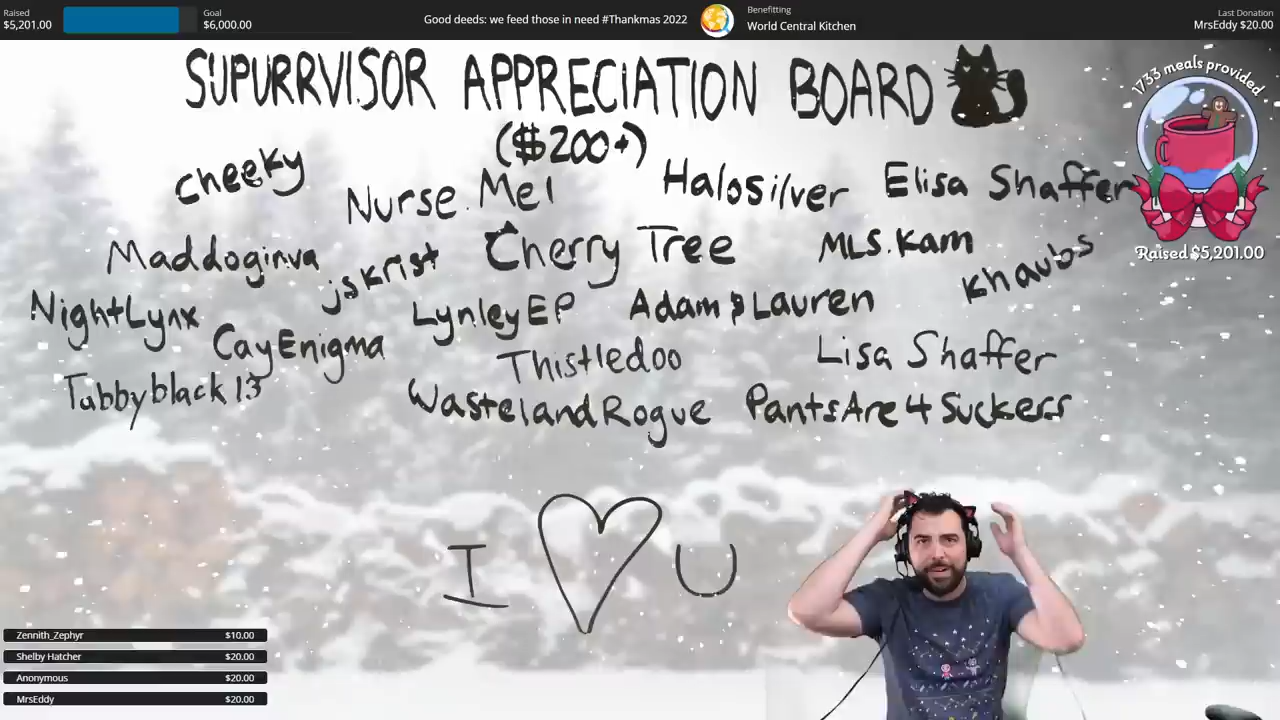 Raised
$5,201.00
Goal
$6,000.00
Good deeds: we feed those in need #Thankmas 2022
Benefitting
World Central Kitchen
Last Donation
MrsEddy $20.00
SUPURRVISOR APPRECIATION BOARD
($200+)
1733 meals provided
Raised $5,201.00
cheeky
Nurse.Mel
Halosilver
Elisa Shaffer
Maddoginva
jskrist
Cherry Tree
MLS.Kam
Khaubs
NightLynx
CayEnigma
LynleyEP
Adam & Lauren
Thistledoo
Lisa Shaffer
Tabbyblack13
WastelandRogue
PantsAre4Suckers
I U
Zennith_Zephyr $10.00
Shelby Hatcher $20.00
Anonymous $20.00
MrsEddy $20.00